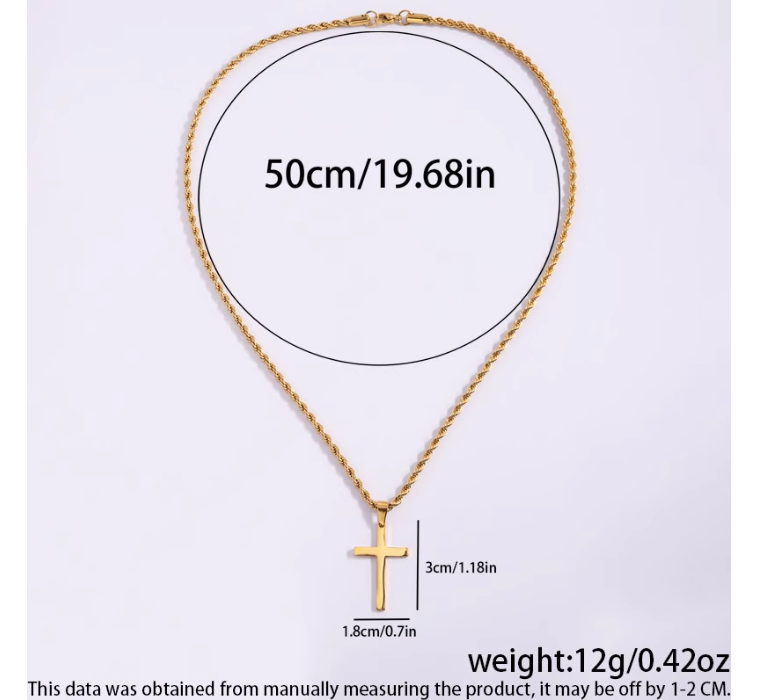 50cm/19.68in
3cm/1.18in
1.8cm/0.7in
weight:12g/0.42oz
This data was obtained from manually measuring the product, it may be off by 1-2 CM.